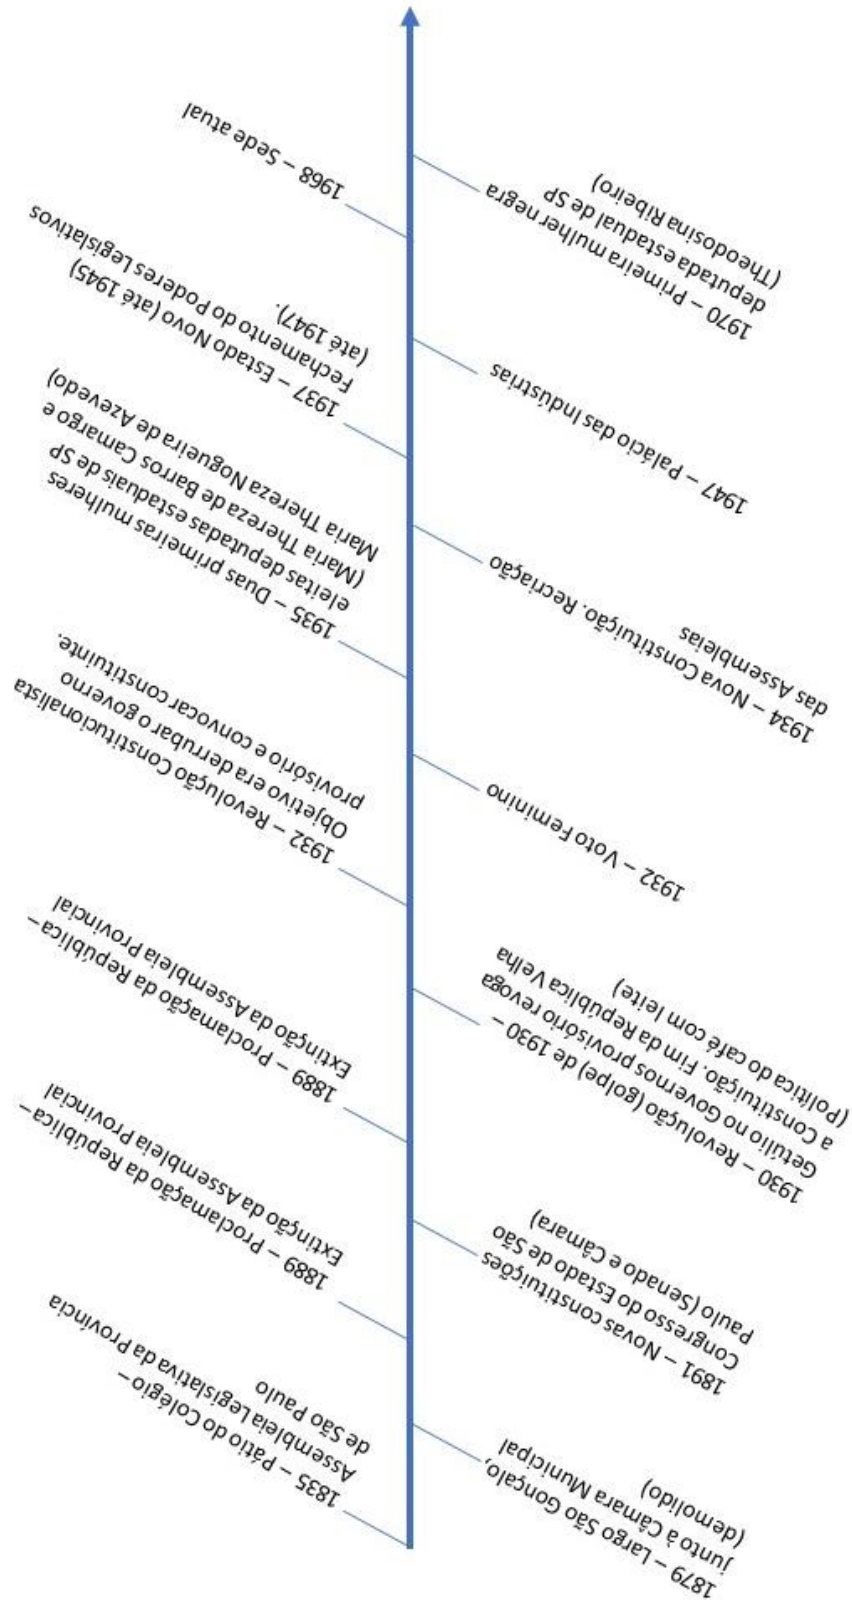 1835 – Pátio do Colégio –
Assembleia Legislativa da Província
de São Paulo
1879 – Largo São Gonçalo,
junto à Câmara Municipal
(demolido)
1889 – Proclamação da República –
Extinção da Assembleia Provincial
1891 – Novas constituições
Congresso do Estado de São
Paulo (Senado e Câmara)
1889 – Proclamação da República –
Extinção da Assembleia Provincial
1930 – Revolução (golpe) de 1930 –
Getúlio no Governos provisório revoga
a Constituição. Fim da República Velha
(Política do café com leite)
1932 – Revolução Constitucionalista
Objetivo era derrubar o governo
provisório e convocar constituinte.
1932 – Voto Feminino
1935 – Duas primeiras mulheres
eleitas deputadas estaduais de SP
(Maria Thereza de Barros Camargo e
Maria Thereza Nogueira de Azevedo)
1934 – Nova Constituição. Recriação
das Assembleias
1937 – Estado Novo (até 1945)
Fechamento do Poderes Legislativos
(até 1947).
1947 – Palácio das Indústrias
1968 – Sede atual
1970 – Primeira mulher negra
deputada estadual de SP
(Theodosina Ribeiro)